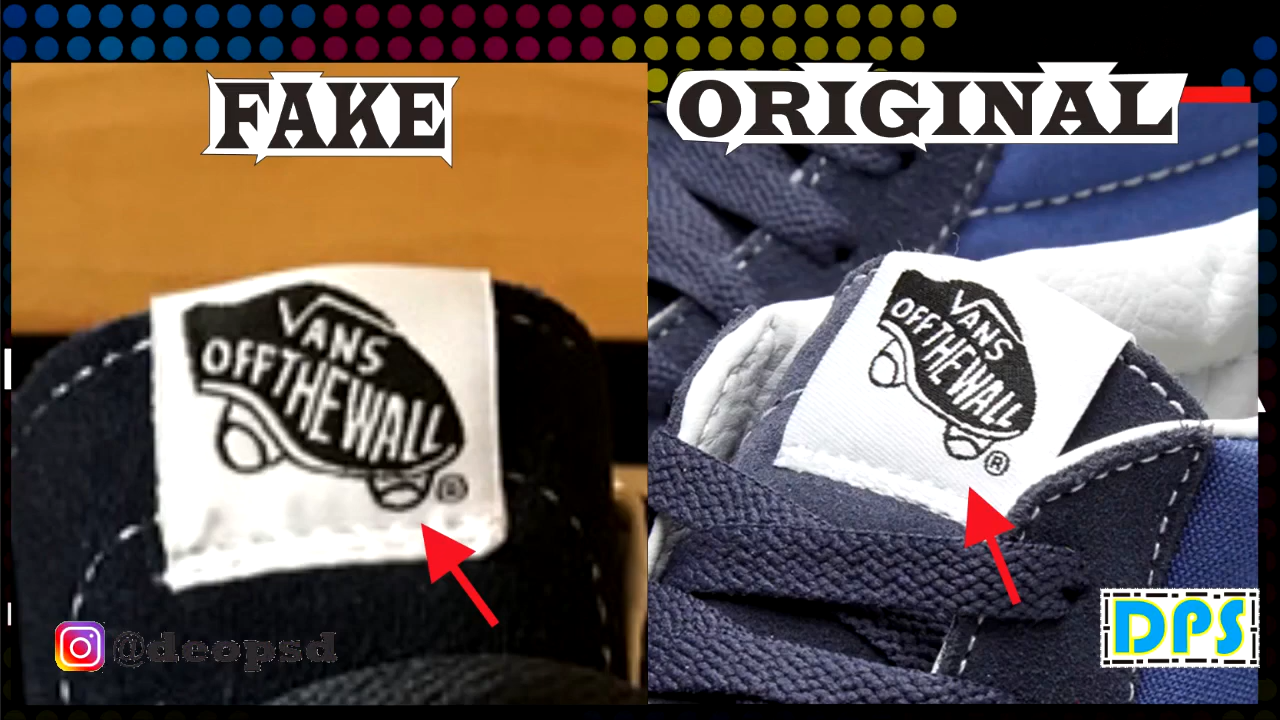 FAKE
ORIGINAL
VANS
OFF THE WALL
®
VANS
OFF THE WALL
®
@deopsd
DPS